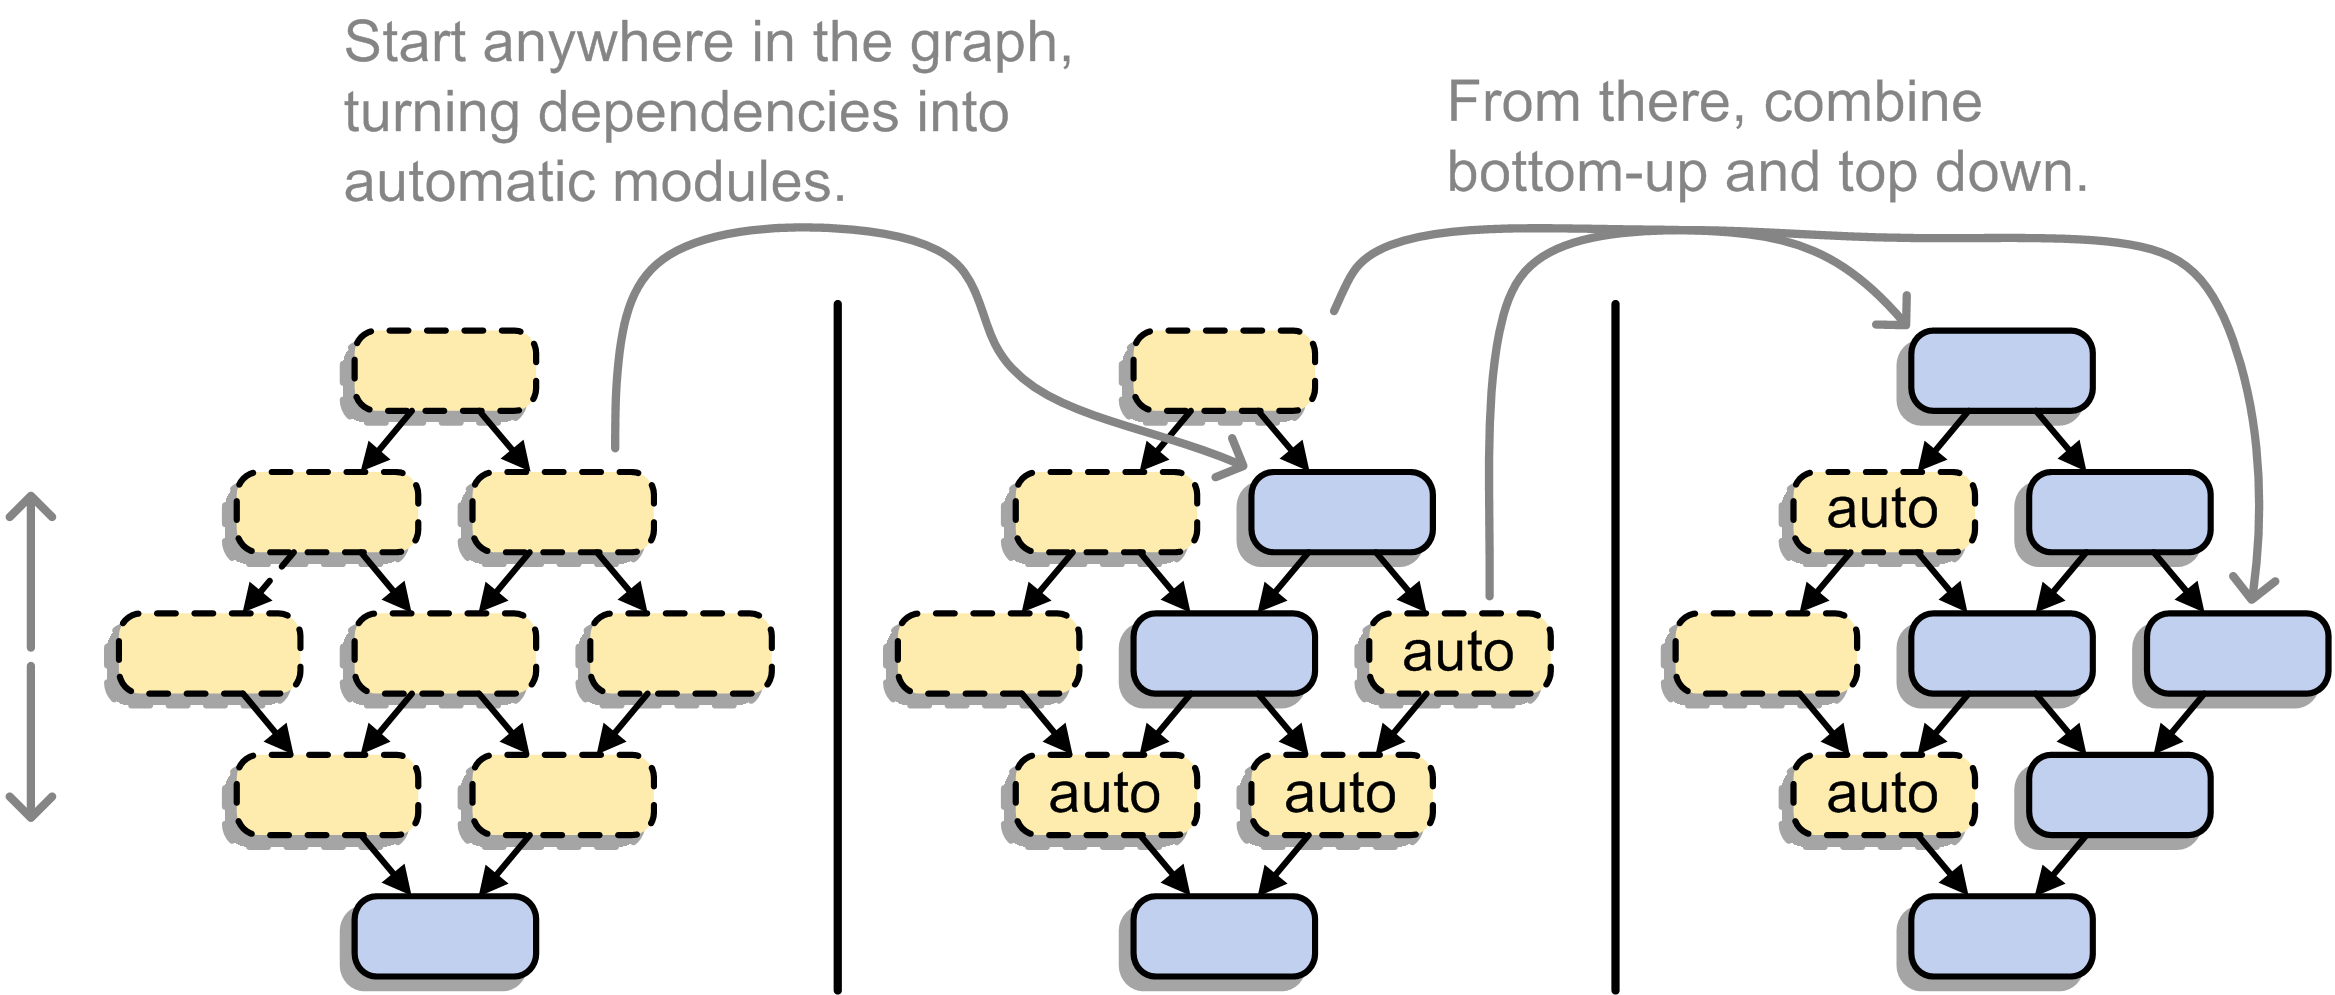 Start anywhere in the graph,
turning dependencies into
automatic modules.
From there, combine
bottom-up and top down.
auto
auto
auto
auto
auto